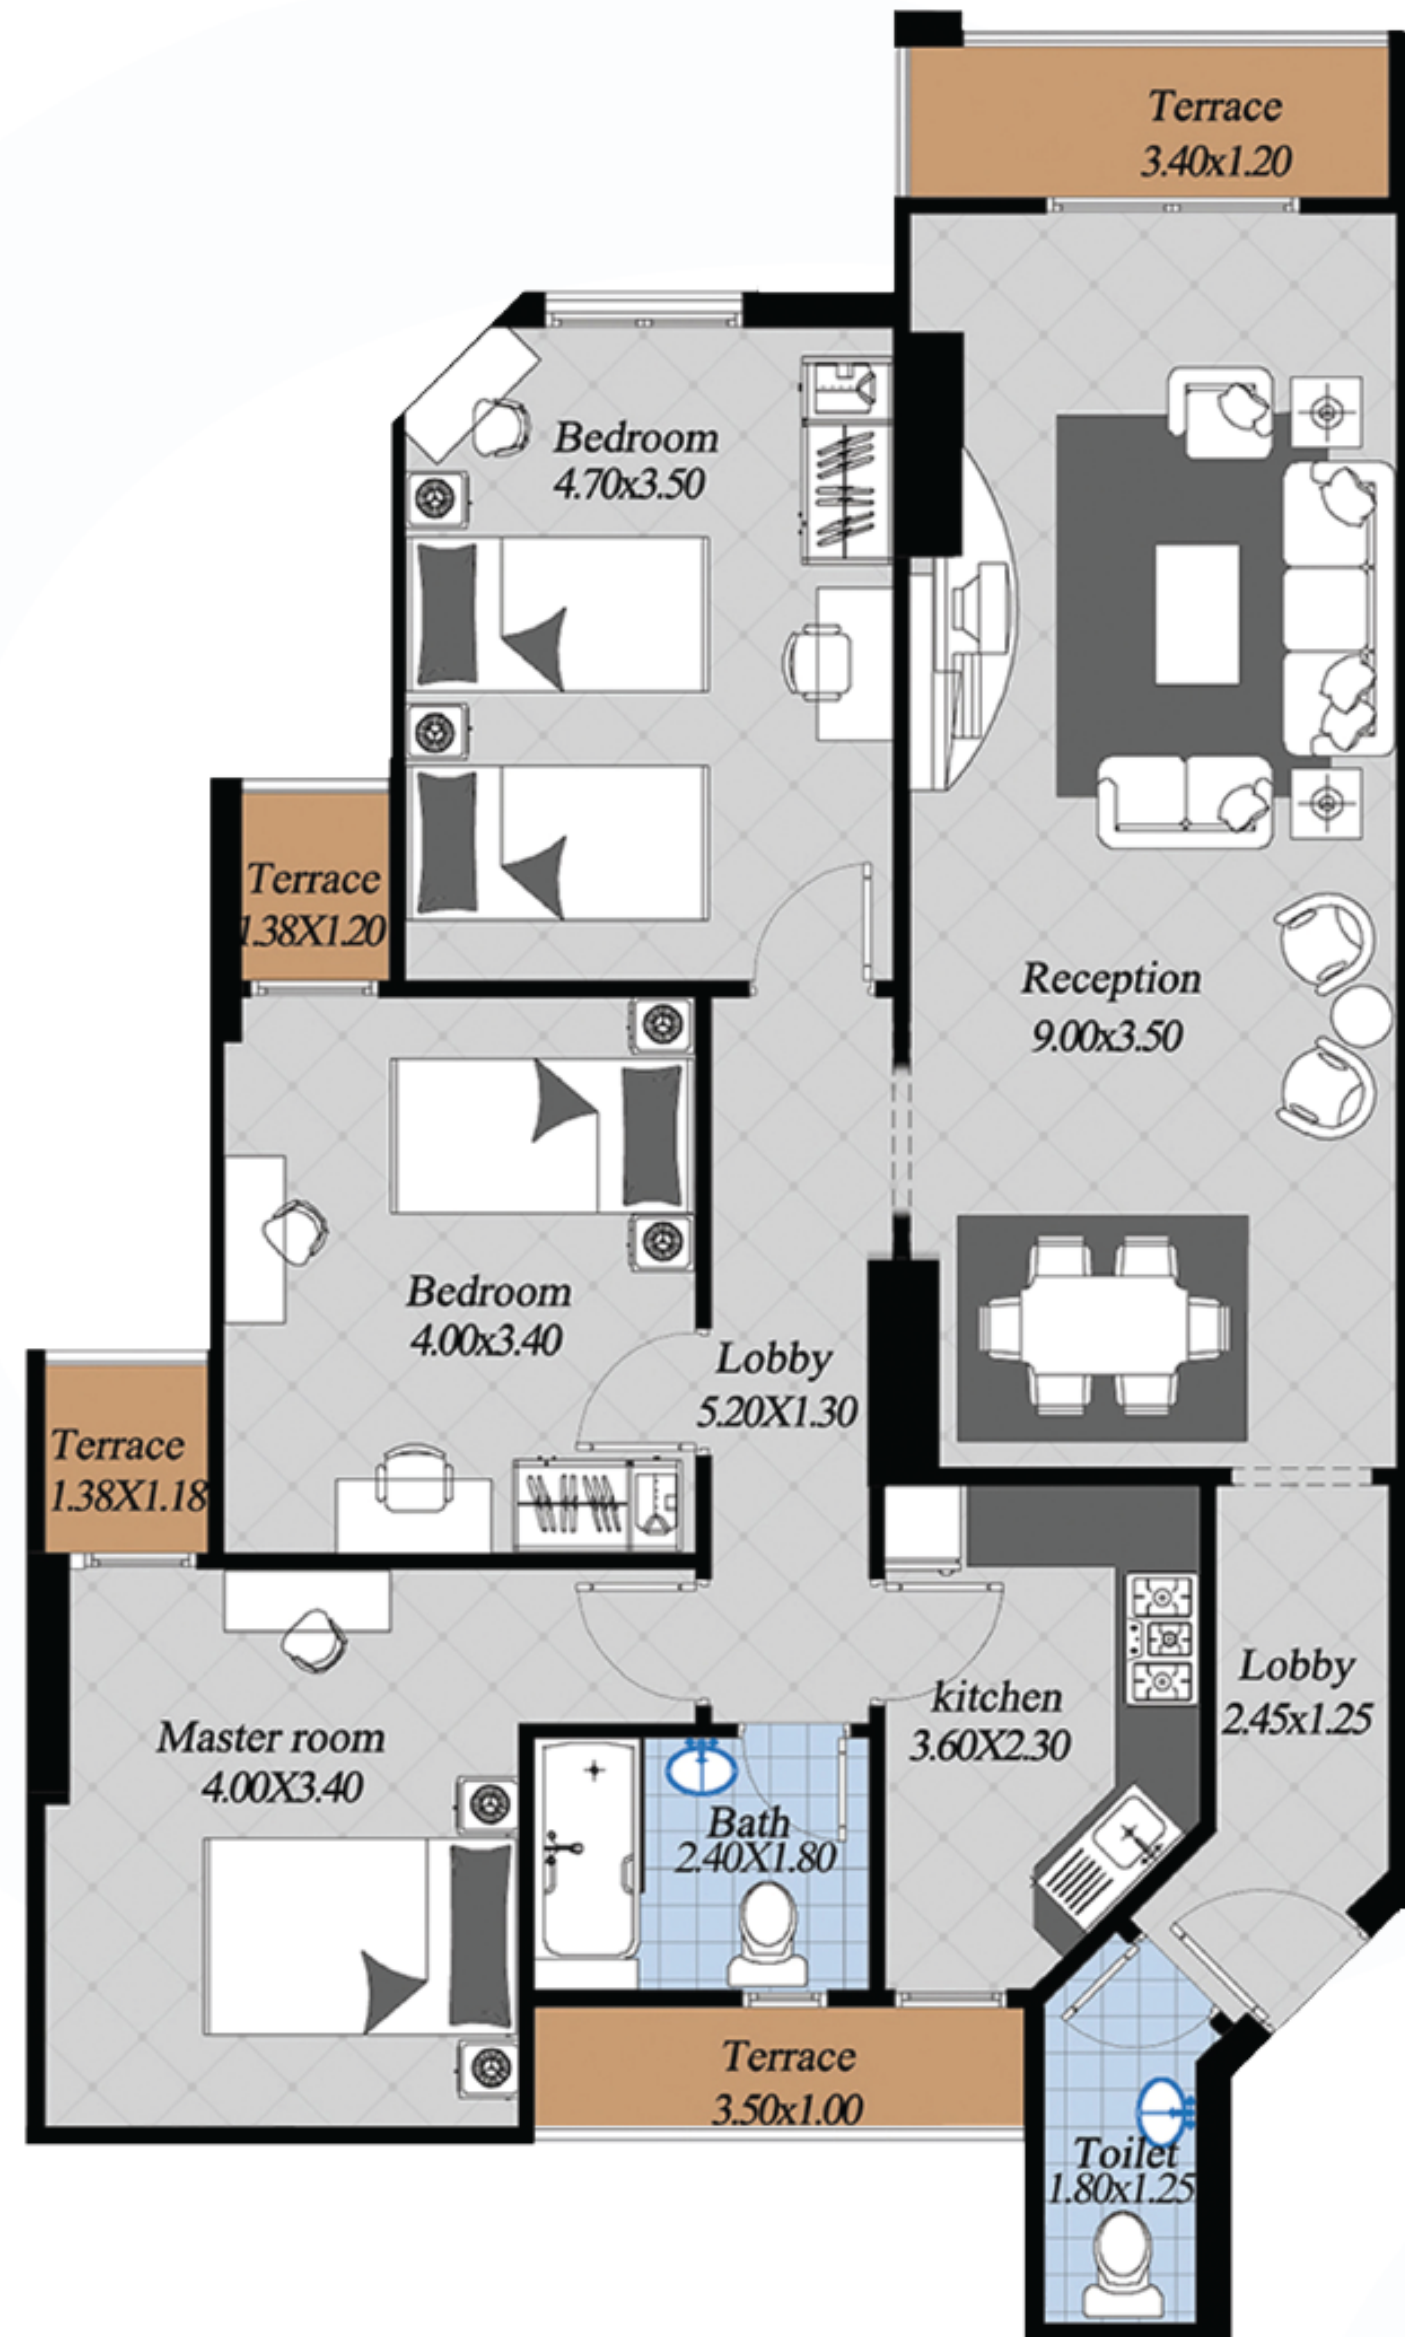 Terrace
3.40x1.20
Bedroom
4.70x3.50
Terrace
1.38X1.20
Reception
9.00x3.50
Bedroom
4.00x3.40
Lobby
5.20X1.30
Terrace
1.38X1.18
Lobby
2.45x1.25
kitchen
3.60X2.30
Master room
4.00X3.40
Bath
2.40X1.80
Terrace
3.50x1.00
Toilet
1.80x1.25